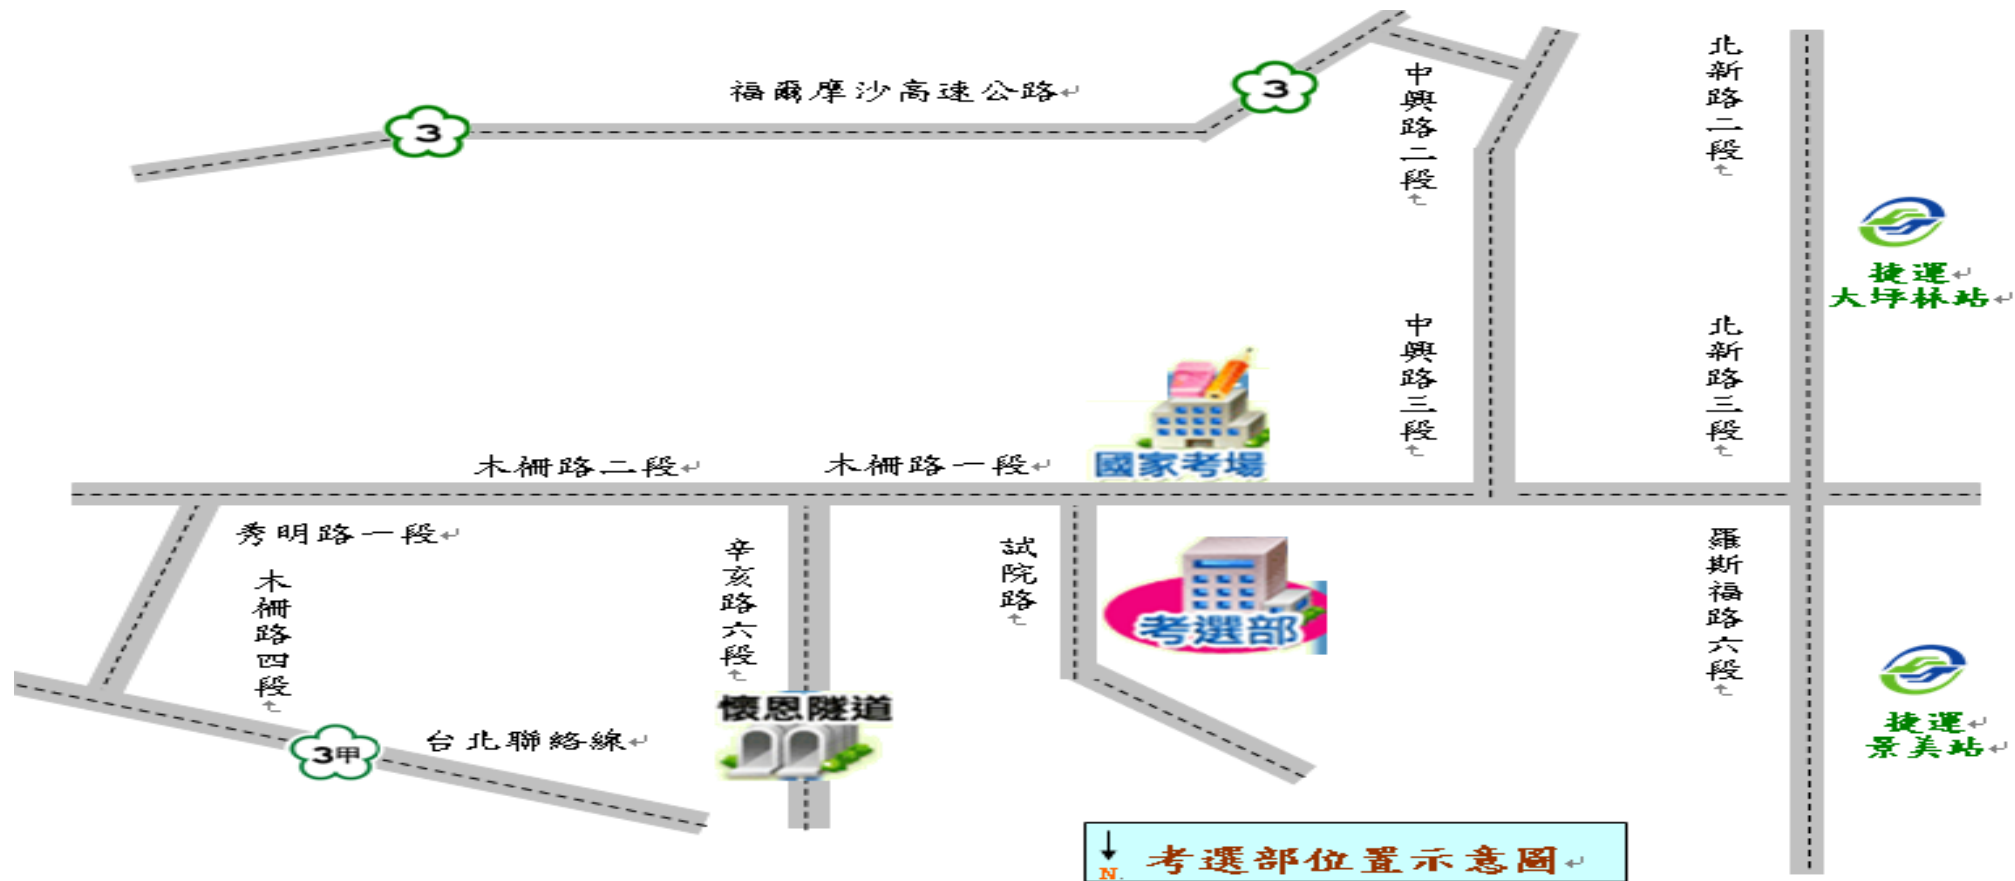 福爾摩沙高速公路
3
3
中興路二段
北新路二段
捷運
大坪林站
中興路三段
北新路三段
國家考場
木柵路二段
木柵路一段
秀明路一段
木柵路四段
辛亥路六段
試院路
考選部
羅斯福路六段
懷恩隧道
3甲
台北聯絡線
捷運
景美站
N
考選部位置示意圖